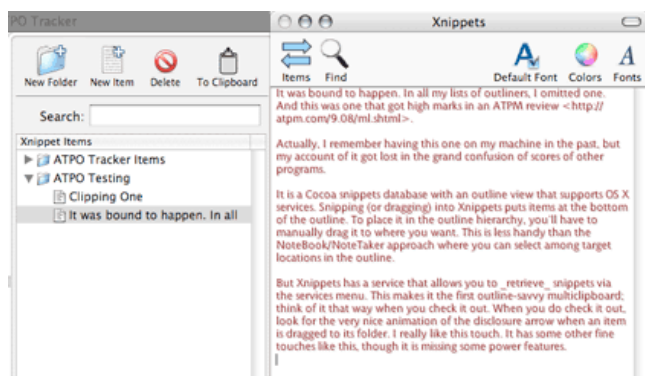 PO Tracker
New Folder New Item Delete To Clipboard
Search:
Xnippet Items
ATPO Tracker Items
ATPO Testing
Clipping One
It was bound to happen. In all
Xnippets
Items Find Default Font Colors Fonts
It was bound to happen. In all my lists of outliners, I omitted one.
And this was one that got high marks in an ATPM review <http://
atpm.com/9.08/ml.shtml>.
Actually, I remember having this one on my machine in the past, but
my account of it got lost in the grand confusion of scores of other
programs.
It is a Cocoa snippets database with an outline view that supports OS X
services. Snipping (or dragging) into Xnippets puts items at the bottom
of the outline. To place it in the outline hierarchy, you'll have to
manually drag it to where you want. This is less handy than the
NoteBook/NoteTaker approach where you can select among target
locations in the outline.
But Xnippets has a service that allows you to _retrieve_ snippets via
the services menu. This makes it the first outline-savvy multiclipboard;
think of it that way when you check it out. When you do check it out,
look for the very nice animation of the disclosure arrow when an item
is dragged to its folder. I really like this touch. It has some other fine
touches like this, though it is missing some power features.